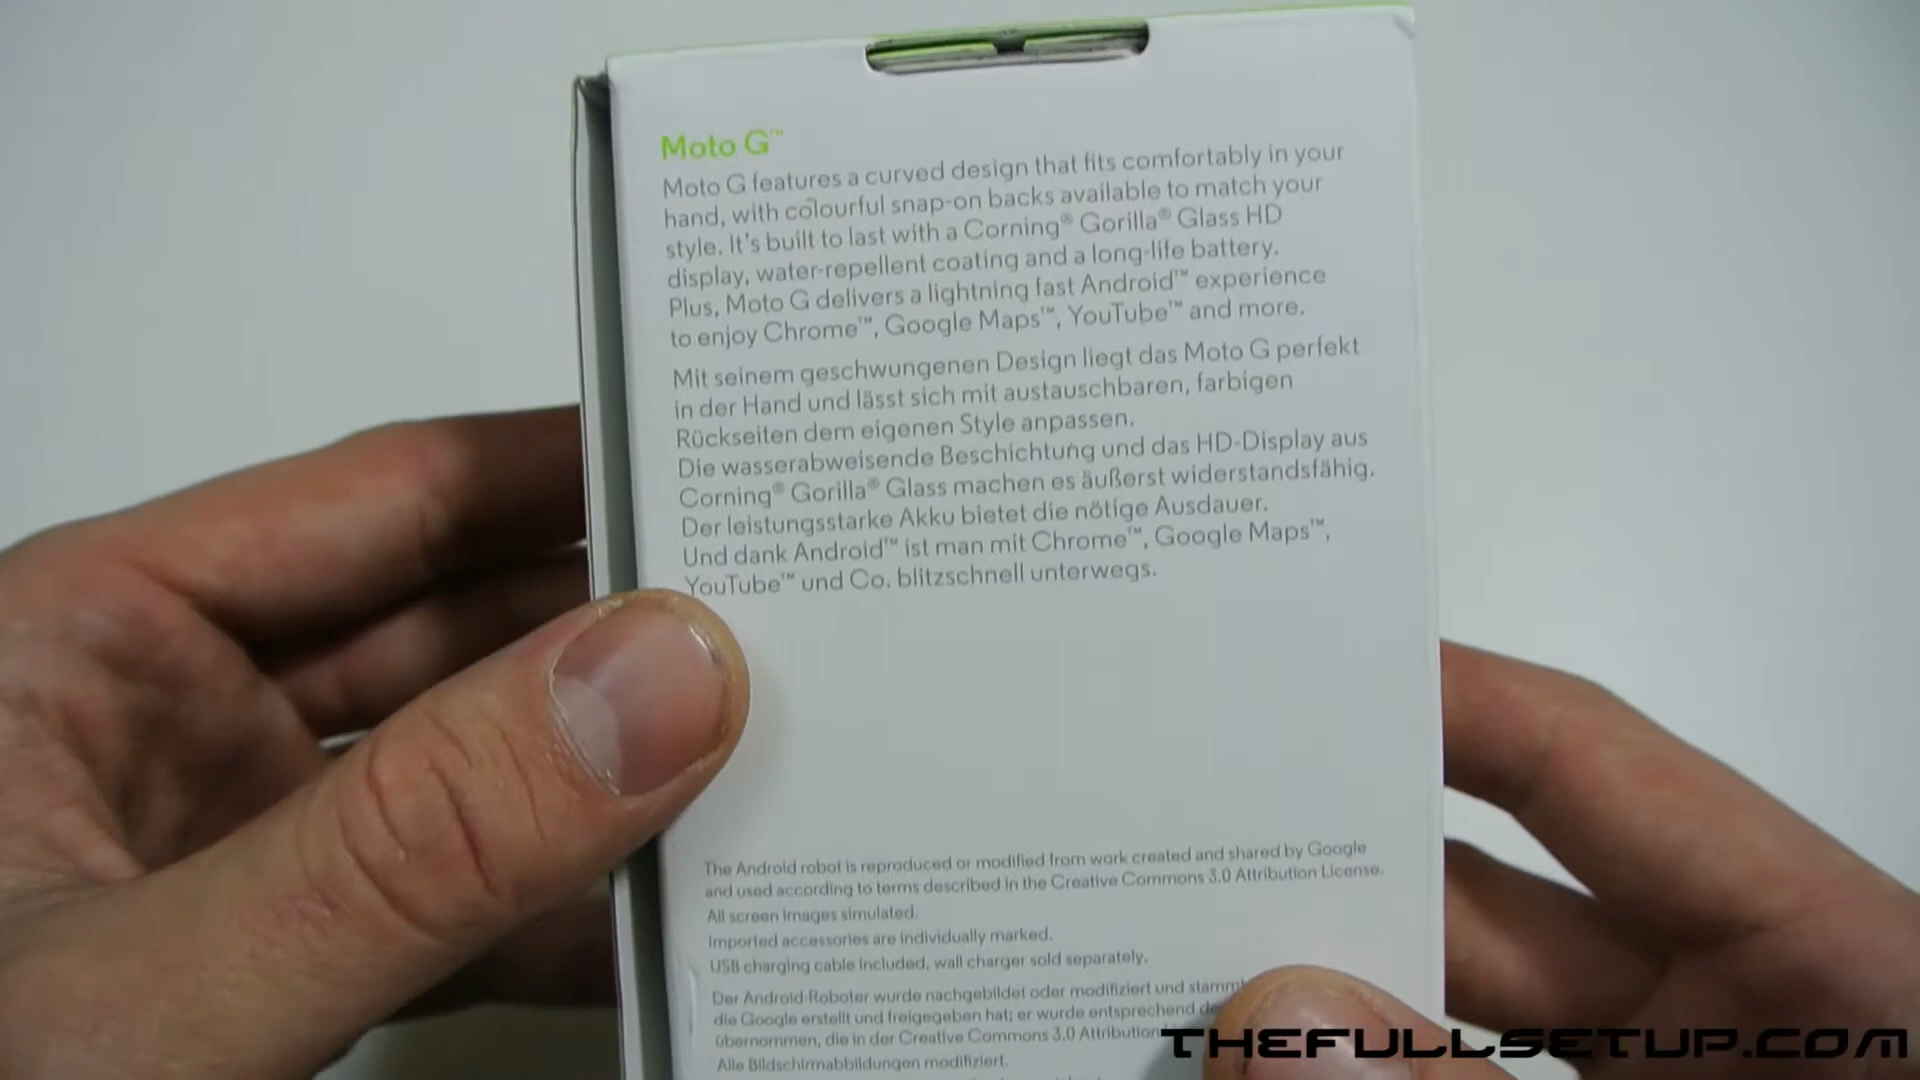 Moto G™
Moto G features a curved design that fits comfortably in your
hand, with colourful snap-on backs available to match your
style. It's built to last with a Corning® Gorilla® Glass HD
display, water-repellent coating and a long-life battery.
Plus, Moto G delivers a lightning fast Android™ experience
to enjoy Chrome™, Google Maps™, YouTube™ and more.
Mit seinem geschwungenen Design liegt das Moto G perfekt
in der Hand und lässt sich mit austauschbaren, farbigen
Rückseiten dem eigenen Style anpassen.
Die wasserabweisende Beschichtung und das HD-Display aus
Corning® Gorilla® Glass machen es äußerst widerstandsfähig.
Der leistungsstarke Akku bietet die nötige Ausdauer.
Und dank Android™ ist man mit Chrome™, Google Maps™,
YouTube™ und Co. blitzschnell unterwegs.
The Android robot is reproduced or modified from work created and shared by Google
and used according to terms described in the Creative Commons 3.0 Attribution License.
All screen images simulated.
Imported accessories are individually marked.
USB charging cable included, wall charger sold separately.
Der Android-Roboter wurde nachgebildet oder modifiziert und stammt
die Google erstellt und freigegeben hat; er wurde entsprechend
übernommen, die in der Creative Commons 3.0 Attribution
Alle Bildschirmabbildungen modifiziert.
THEFULLSETUP.COM